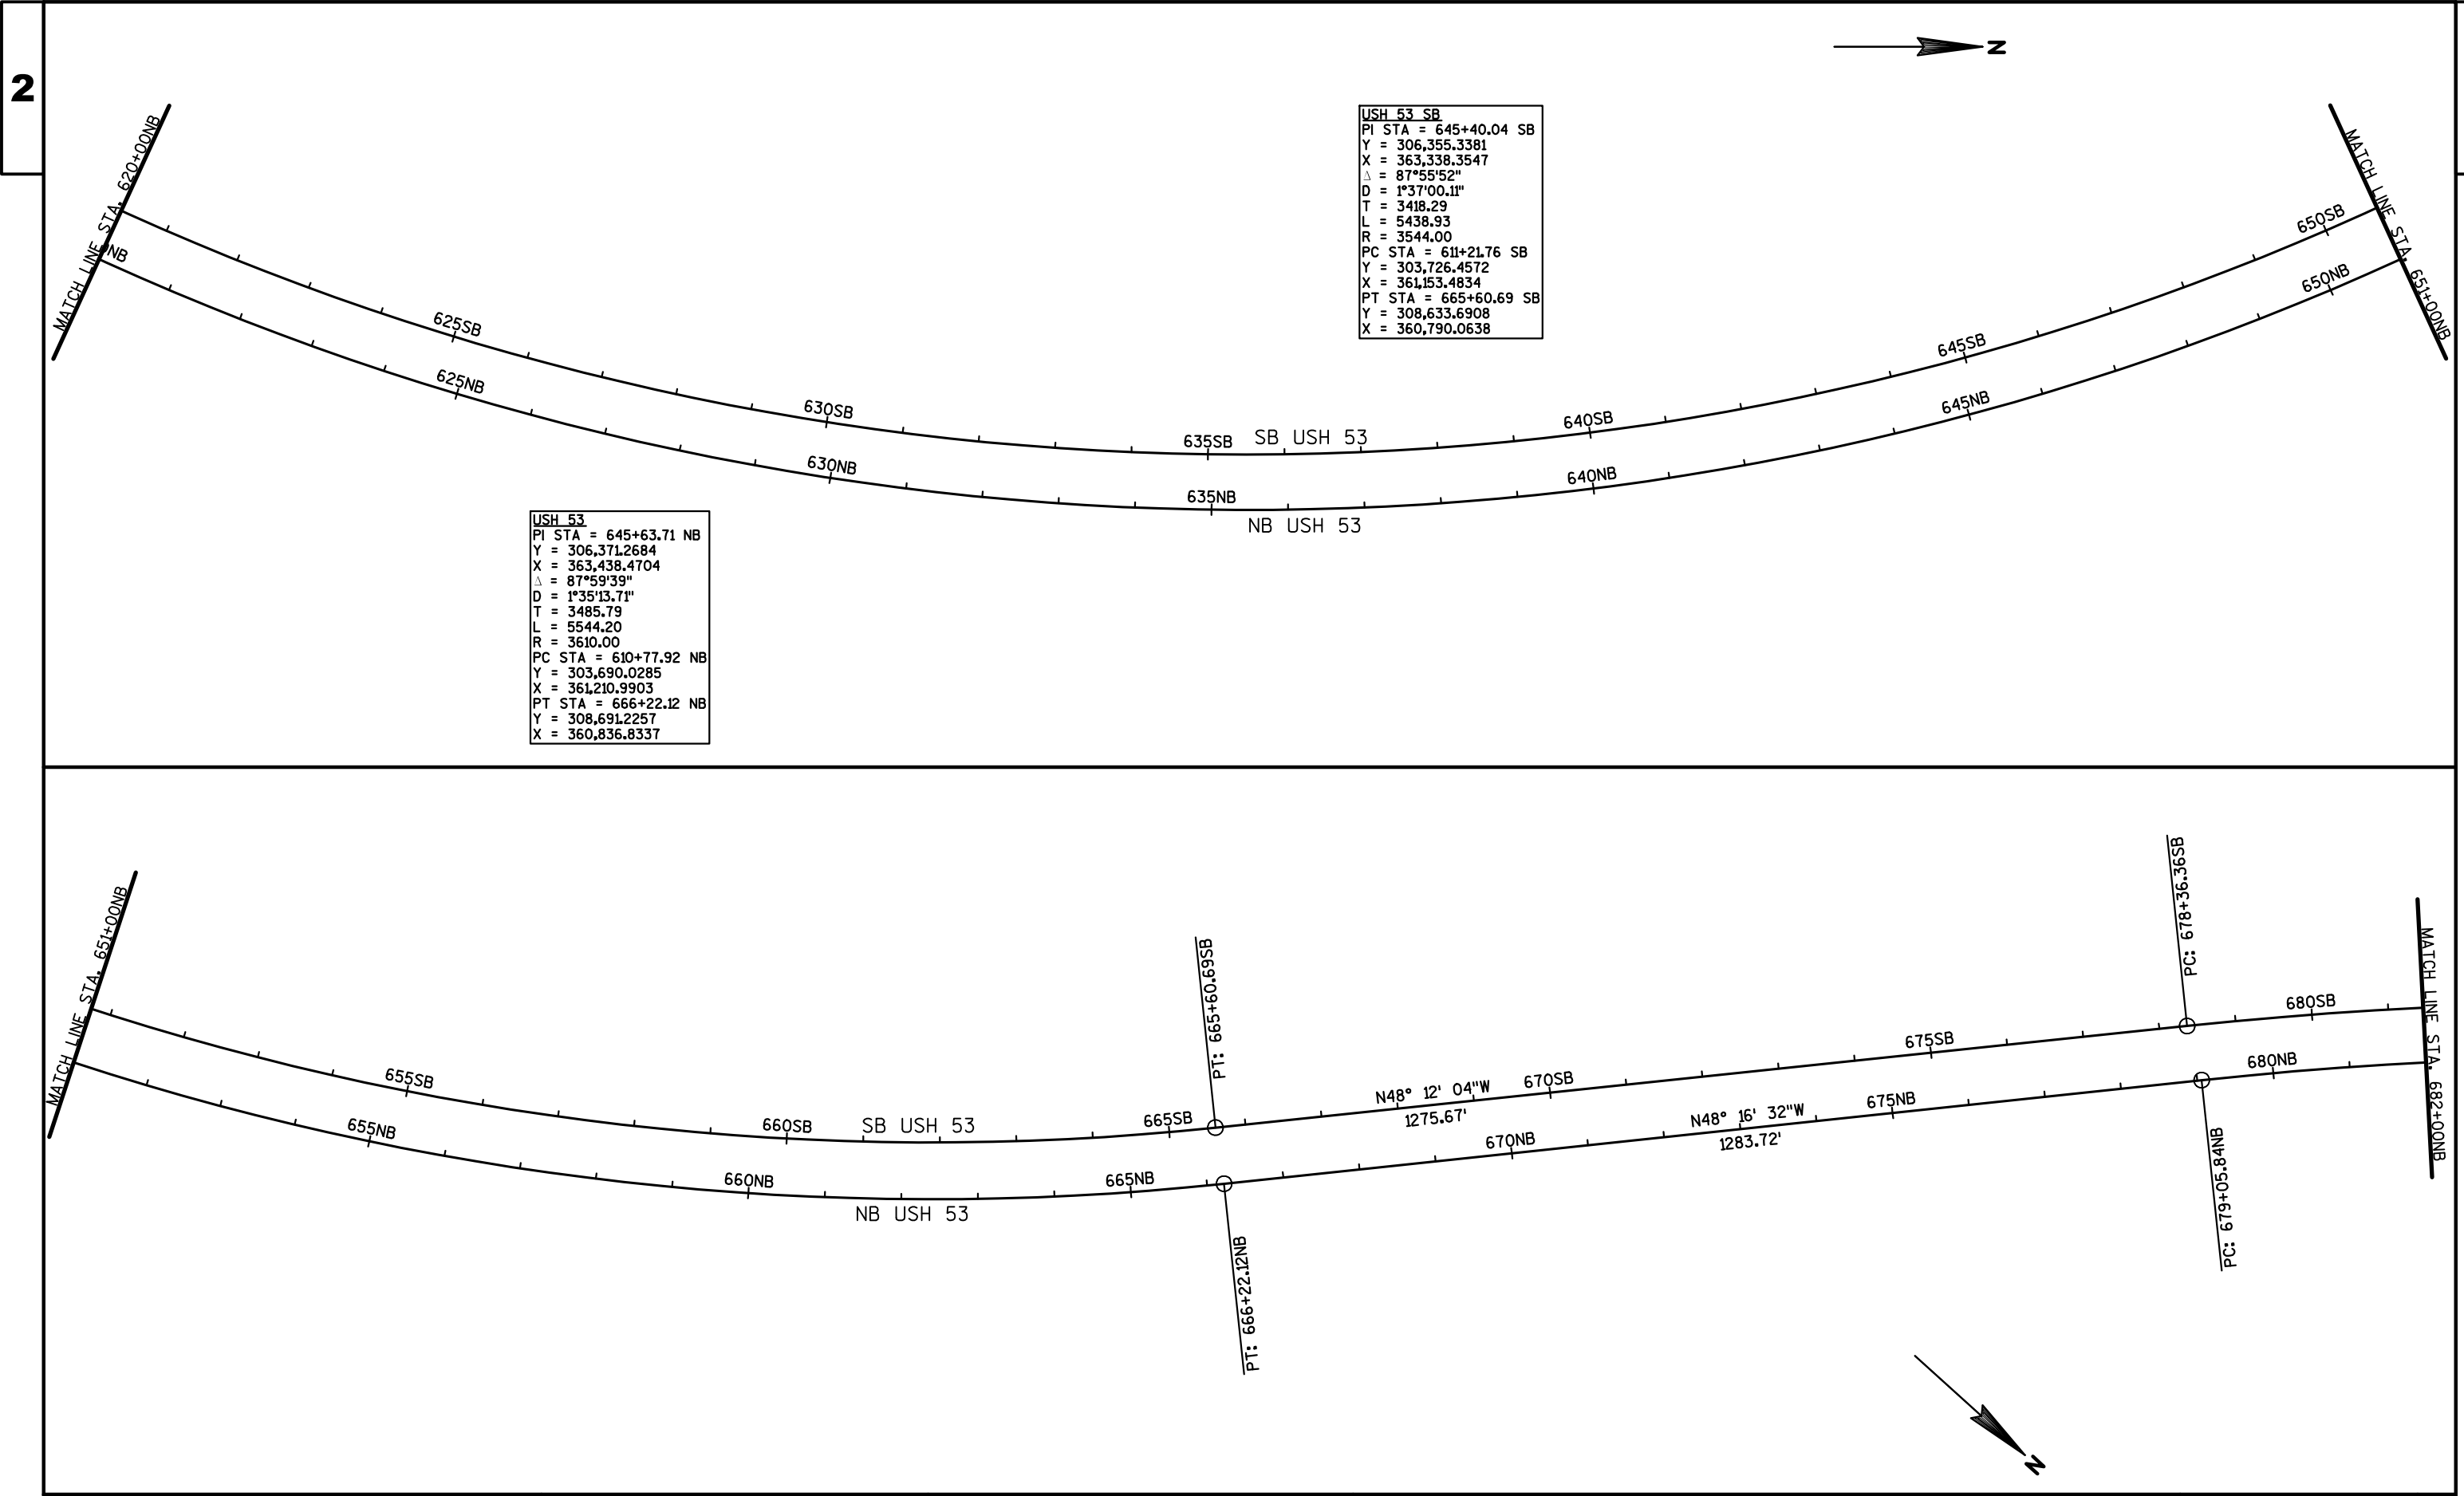 2
N
MATCH LINE STA. 620+00NB
NB
625SB
630SB
635SB
SB USH 53
640SB
645SB
650SB
MATCH LINE STA. 651+00NB
625NB
630NB
635NB
NB USH 53
640NB
645NB
650NB
USH 53 SB
PI STA = 645+40.04 SB
Y = 306,355.3381
X = 363,338.3547
Δ = 87°55'52"
D = 1°37'00.11"
T = 3418.29
L = 5438.93
R = 3544.00
PC STA = 611+21.76 SB
Y = 303,726.4572
X = 361,153.4834
PT STA = 665+60.69 SB
Y = 308,633.6908
X = 360,790.0638
USH 53
PI STA = 645+63.71 NB
Y = 306,371.2684
X = 363,438.4704
Δ = 87°59'39"
D = 1°35'13.71"
T = 3485.79
L = 5544.20
R = 3610.00
PC STA = 610+77.92 NB
Y = 303,690.0285
X = 361,210.9903
PT STA = 666+22.12 NB
Y = 308,691.2257
X = 360,836.8337
MATCH LINE STA. 651+00NB
655SB
660SB
SB USH 53
665SB
PT: 665+60.69SB
N48° 12' 04"W
1275.67'
670SB
675SB
PC: 678+36.36SB
680SB
MATCH LINE STA. 682+00NB
655NB
660NB
NB USH 53
665NB
PT: 666+22.12NB
670NB
N48° 16' 32"W
1283.72'
675NB
PC: 679+05.84NB
680NB
N